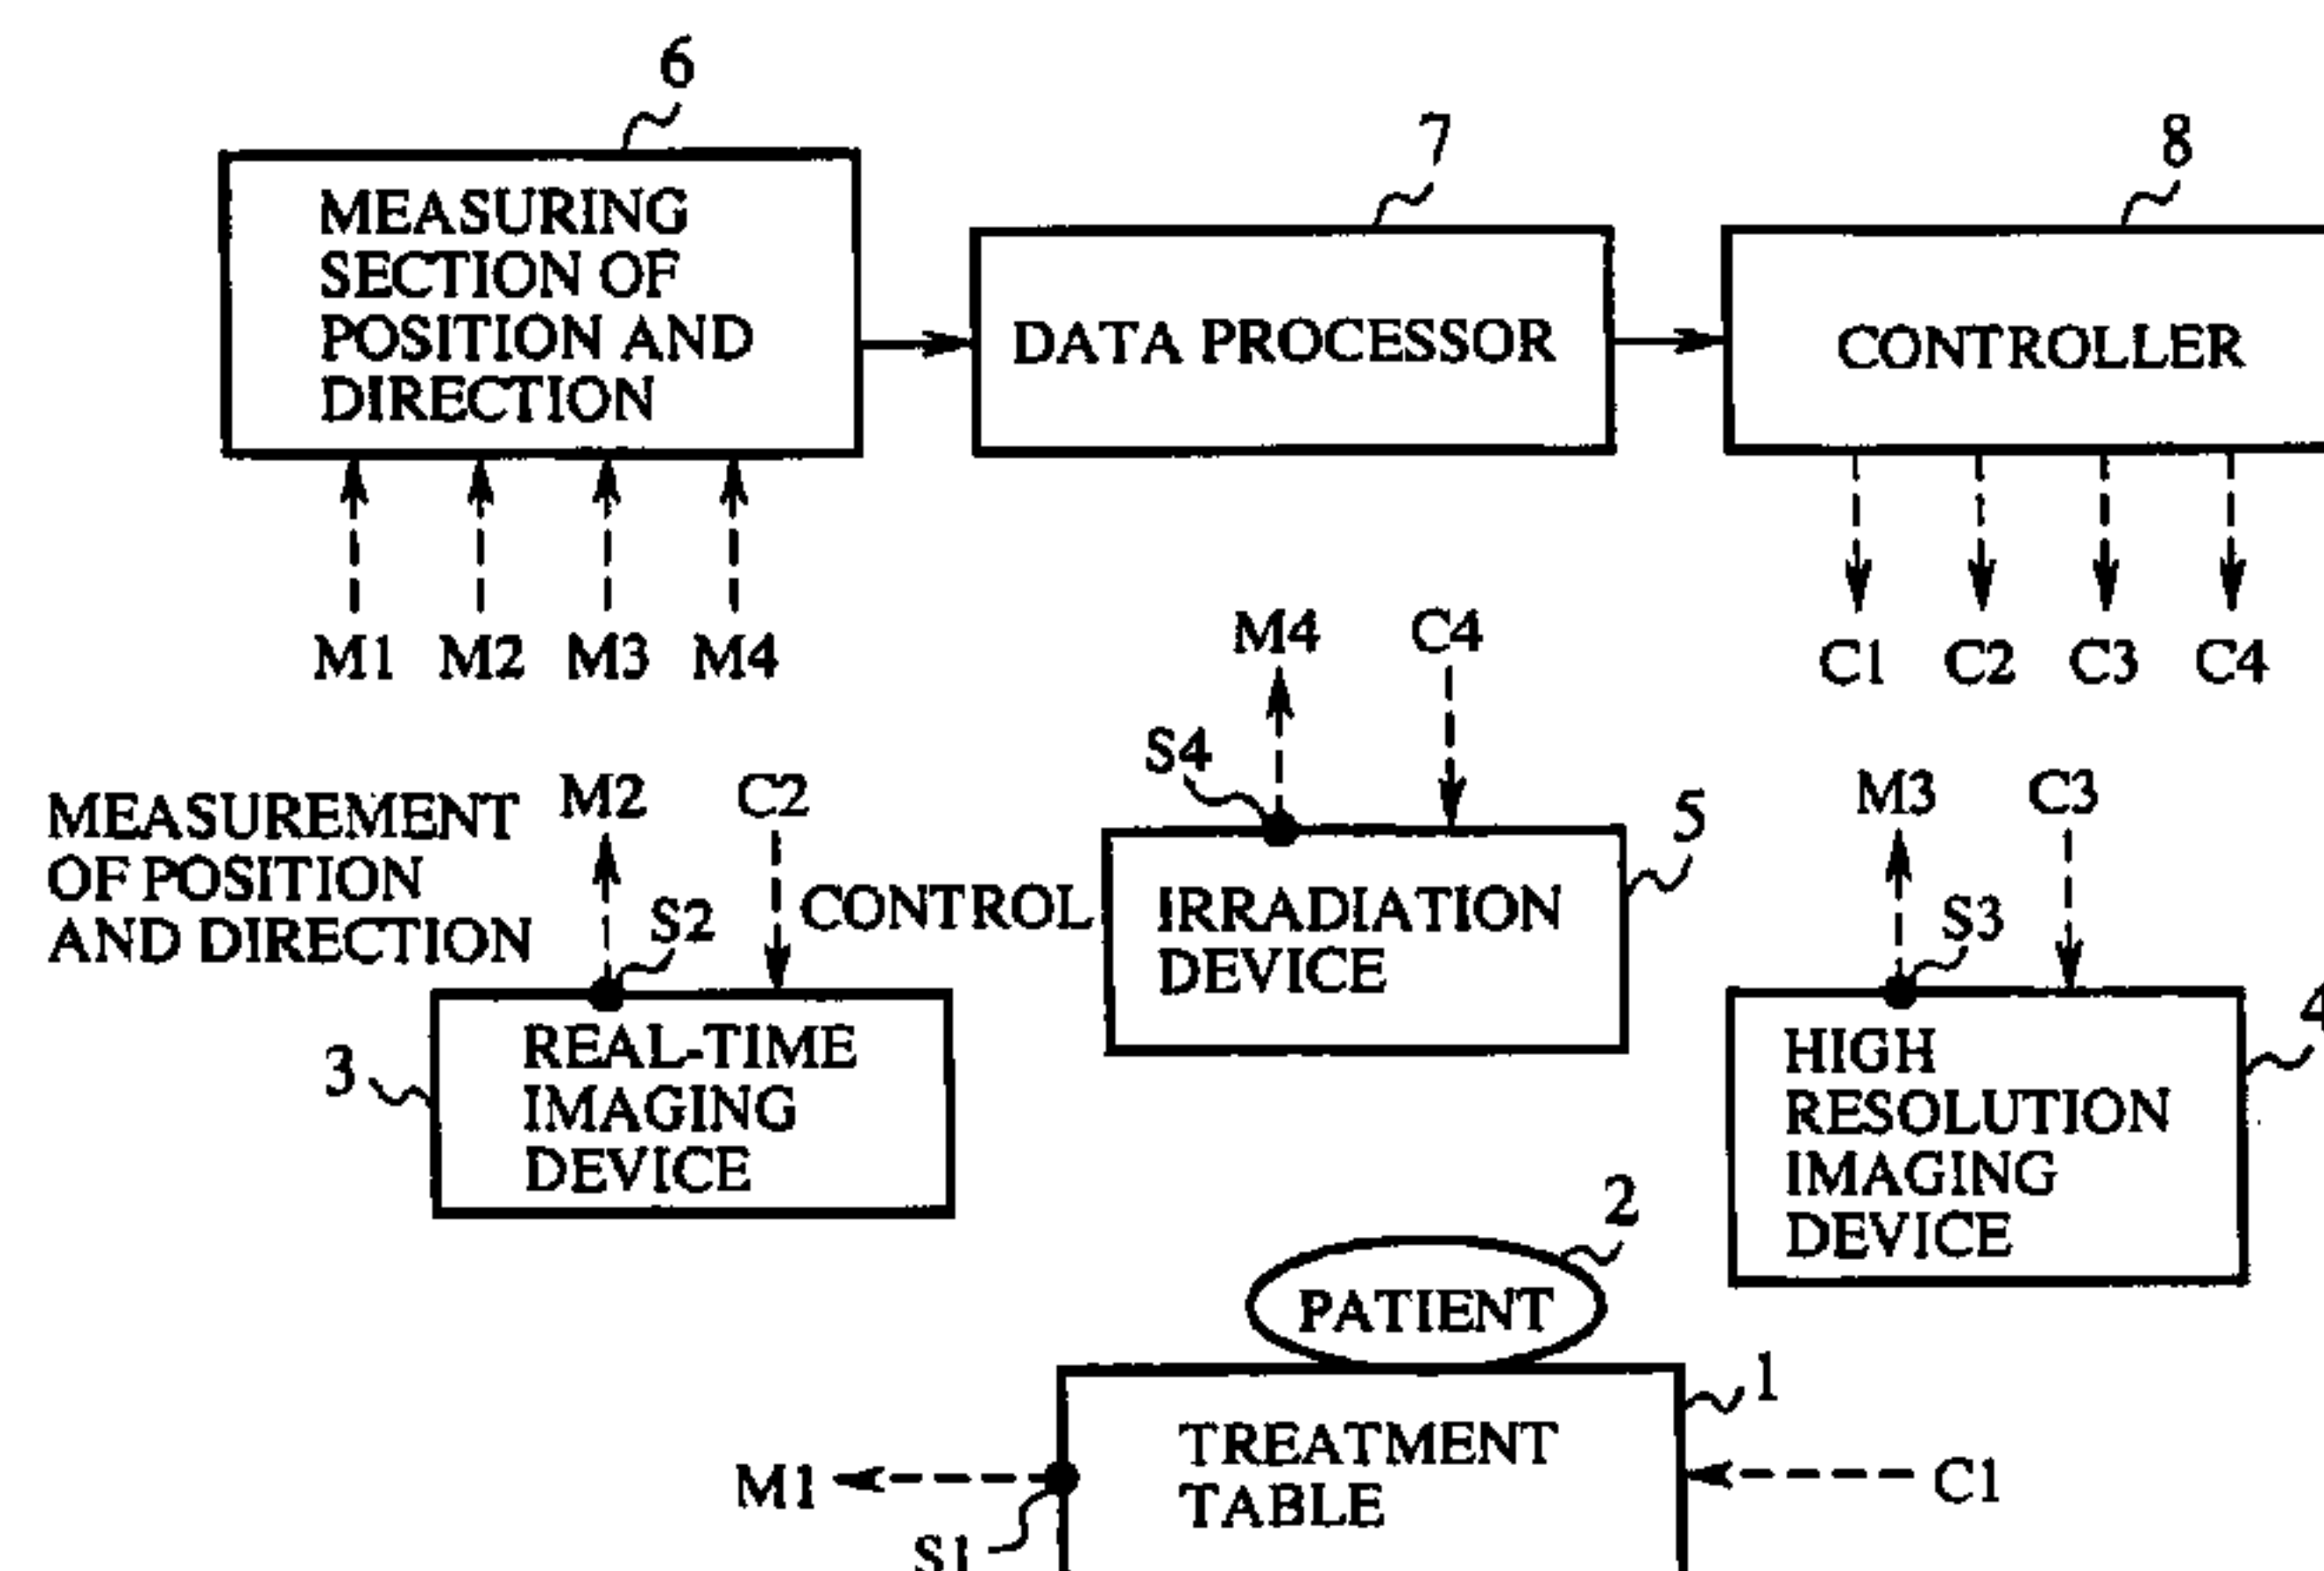 6
7
8
MEASURING
SECTION OF
POSITION AND
DIRECTION
DATA PROCESSOR
CONTROLLER
M1 M2 M3 M4
C1 C2 C3 C4
M4 C4
S4
MEASUREMENT
OF POSITION
AND DIRECTION
M2 C2
S2
CONTROL
IRRADIATION
DEVICE
5
M3 C3
S3
3
REAL-TIME
IMAGING
DEVICE
HIGH
RESOLUTION
IMAGING
DEVICE
4
2
PATIENT
1
TREATMENT
TABLE
M1
S1
C1